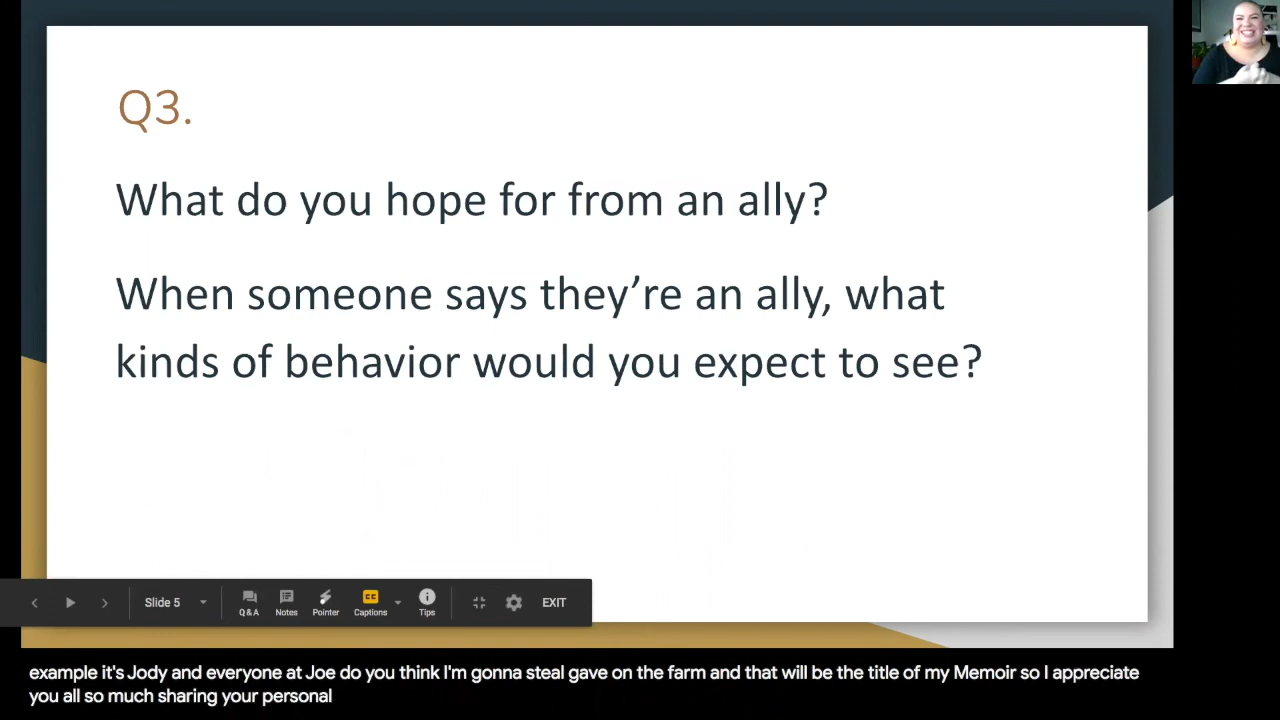 Q3.
What do you hope for from an ally?
When someone says they're an ally, what
kinds of behavior would you expect to see?
Slide 5
Q&A
Notes
Pointer
CC
Captions
Tips
EXIT
example it's Jody and everyone at Joe do you think I'm gonna steal gave on the farm and that will be the title of my Memoir so I appreciate
you all so much sharing your personal